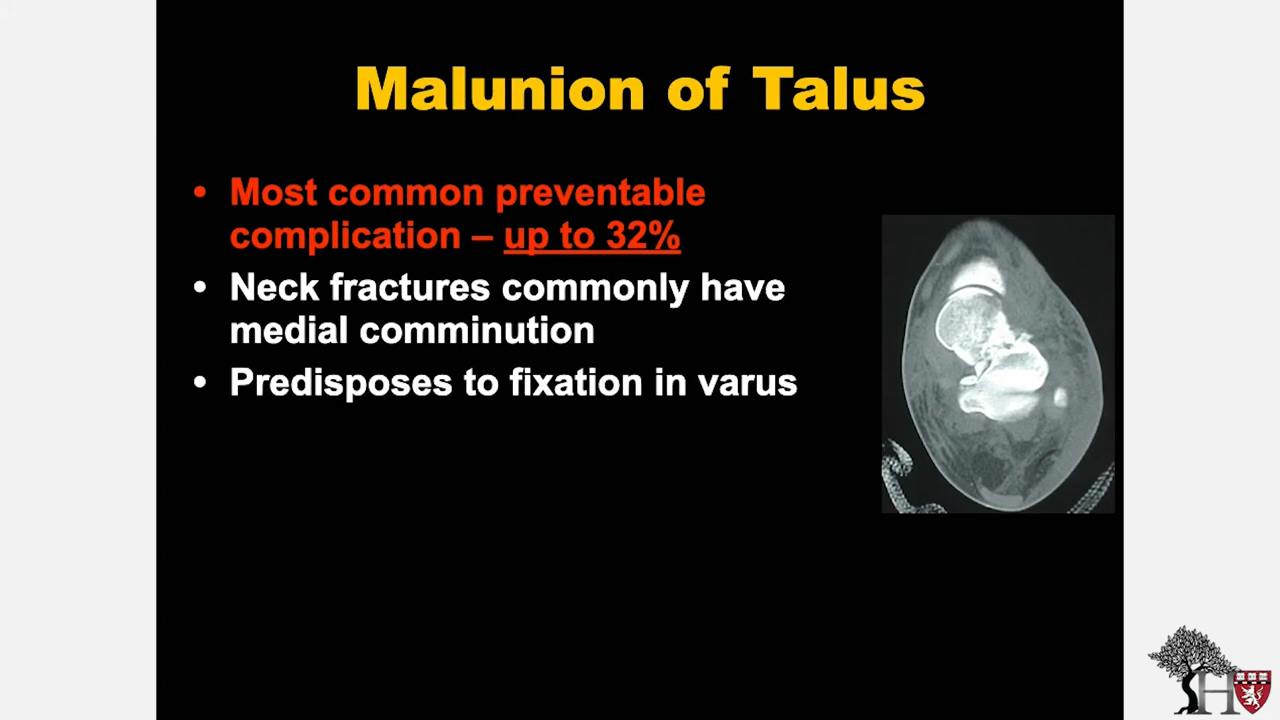 Malunion of Talus
• Most common preventable
complication – up to 32%
• Neck fractures commonly have
medial comminution
• Predisposes to fixation in varus
H